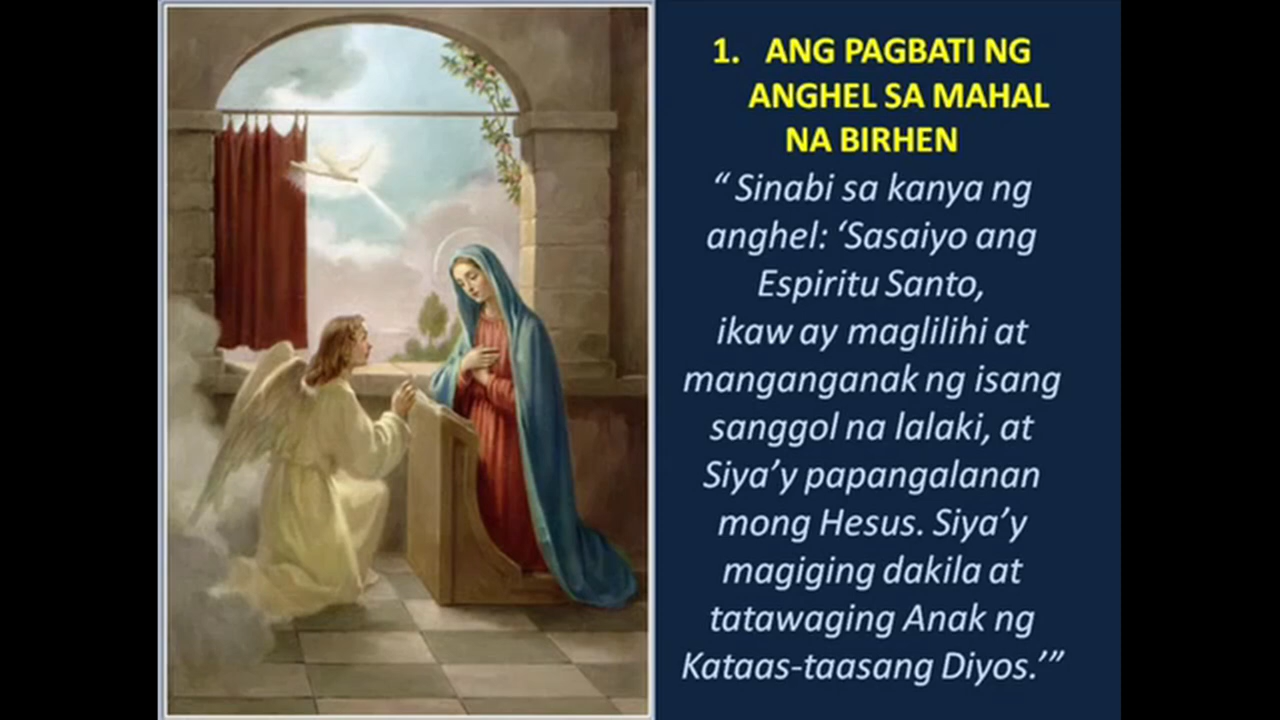 1. ANG PAGBATI NG
ANGHEL SA MAHAL
NA BIRHEN
“ Sinabi sa kanya ng
anghel: ‘Sasaiyo ang
Espiritu Santo,
ikaw ay maglilihi at
manganganak ng isang
sanggol na lalaki, at
Siya’y papangalanan
mong Hesus. Siya’y
magiging dakila at
tatawaging Anak ng
Kataas-taasang Diyos.’”